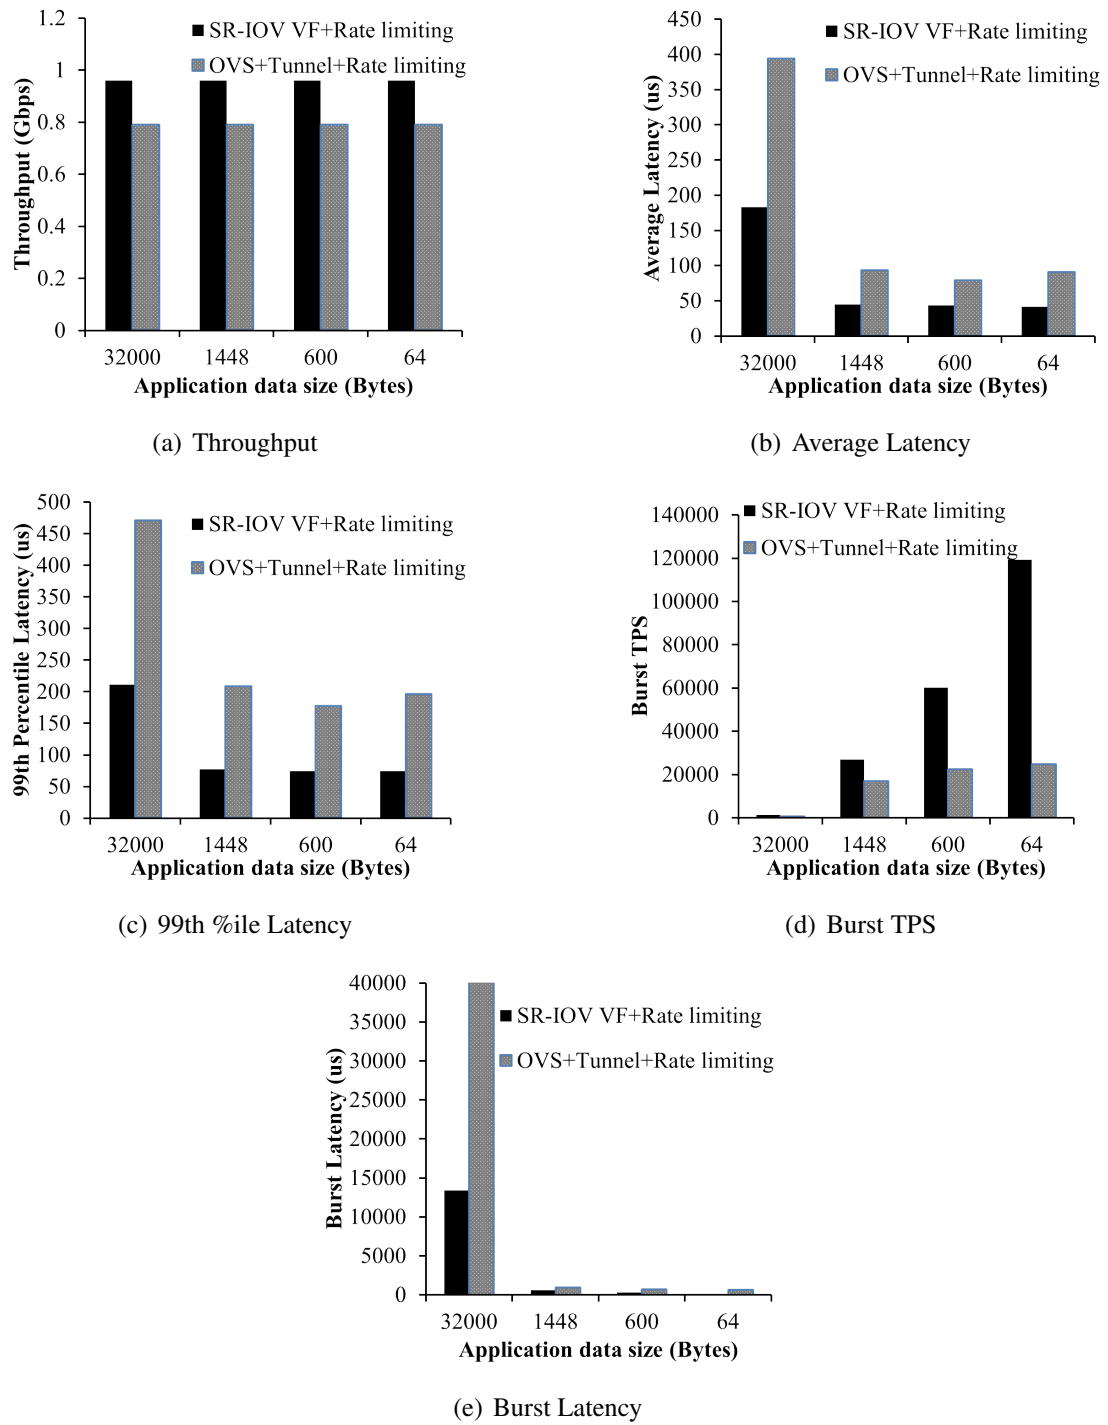 1.2
1
0.8
0.6
0.4
0.2
0
Throughput (Gbps)
SR-IOV VF+Rate limiting
OVS+Tunnel+Rate limiting
32000 1448 600 64
Application data size (Bytes)
(a) Throughput
450
400
350
300
250
200
150
100
50
0
Average Latency (us)
SR-IOV VF+Rate limiting
OVS+Tunnel+Rate limiting
32000 1448 600 64
Application data size (Bytes)
(b) Average Latency
500
450
400
350
300
250
200
150
100
50
0
99th Percentile Latency (us)
SR-IOV VF+Rate limiting
OVS+Tunnel+Rate limiting
32000 1448 600 64
Application data size (Bytes)
(c) 99th %ile Latency
140000
120000
100000
80000
60000
40000
20000
0
Burst TPS
SR-IOV VF+Rate limiting
OVS+Tunnel+Rate limiting
32000 1448 600 64
Application data size (Bytes)
(d) Burst TPS
40000
35000
30000
25000
20000
15000
10000
5000
0
Burst Latency (us)
SR-IOV VF+Rate limiting
OVS+Tunnel+Rate limiting
32000 1448 600 64
Application data size (Bytes)
(e) Burst Latency